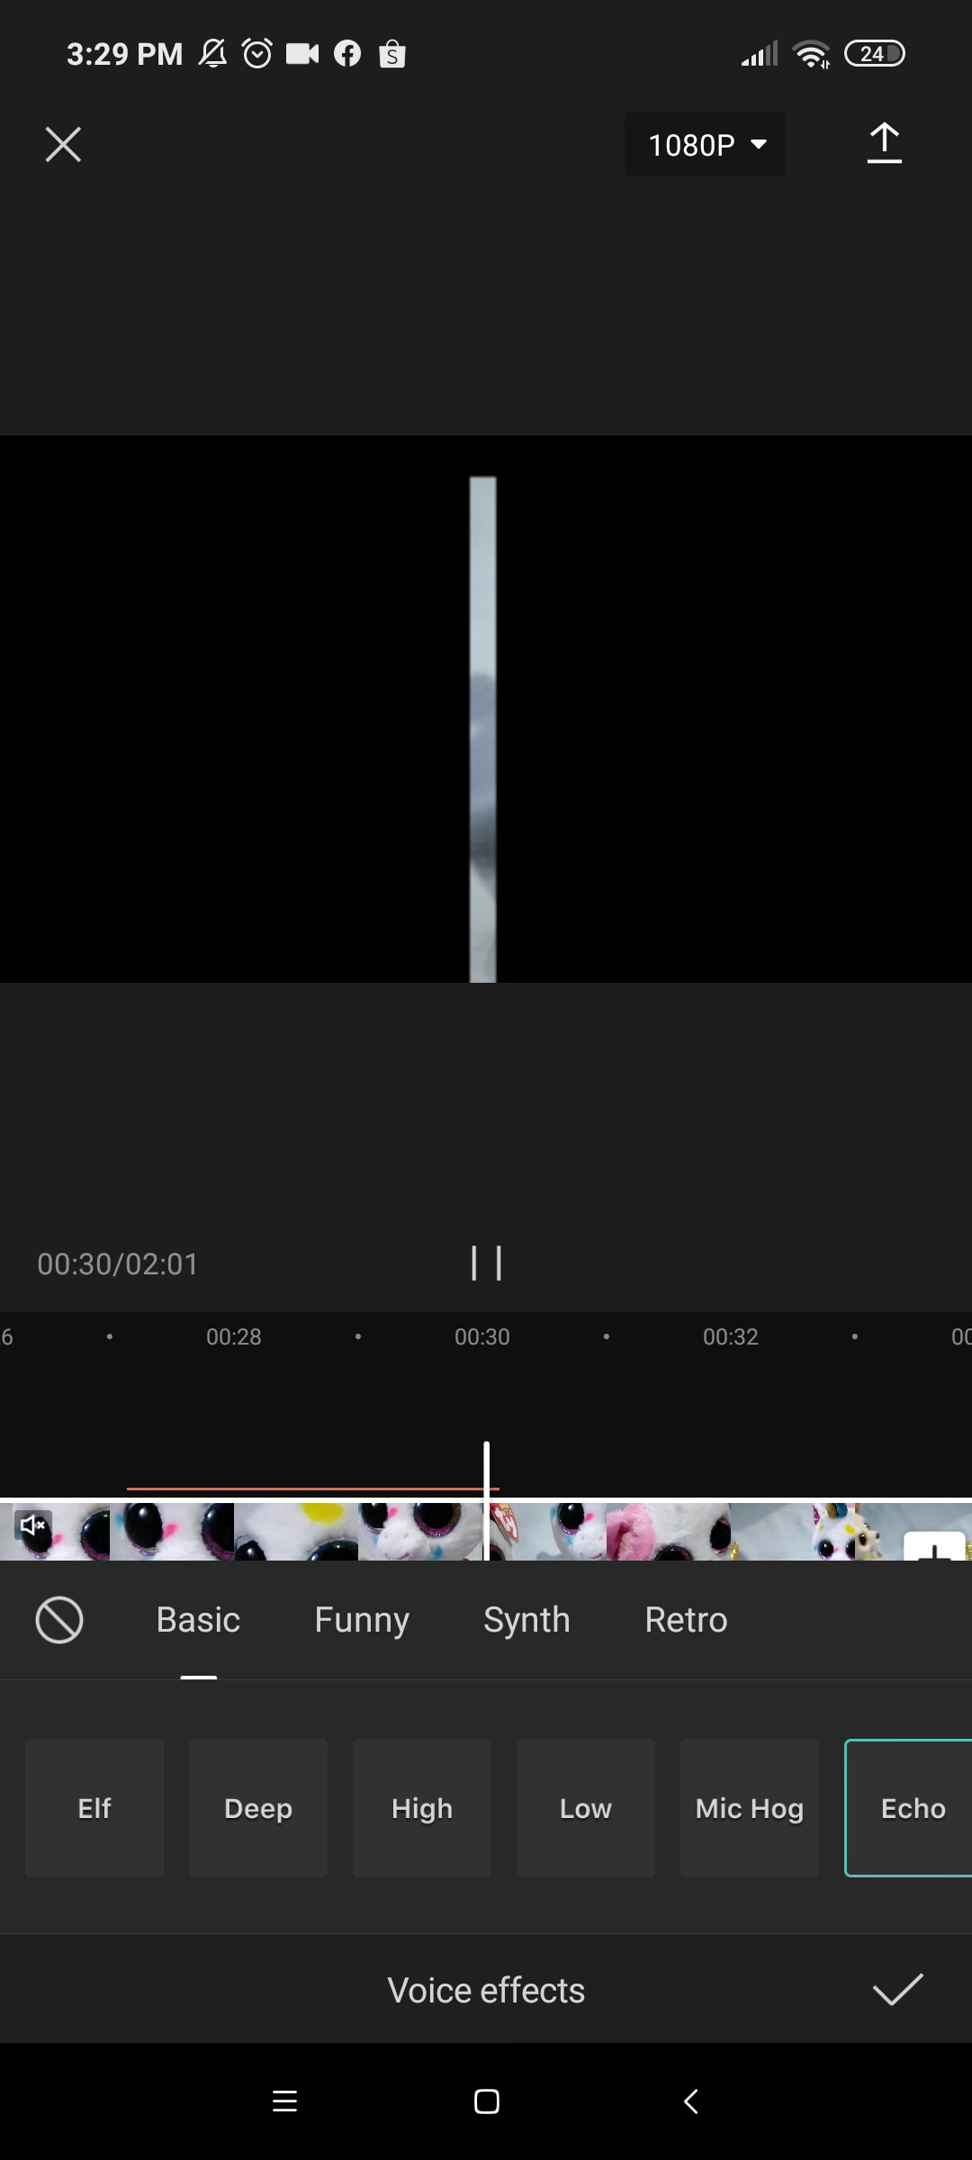 3:29 PM
24
1080P
00:30/02:01
6 00:28 00:30 00:32 00
Basic Funny Synth Retro
Elf Deep High Low Mic Hog Echo
Voice effects